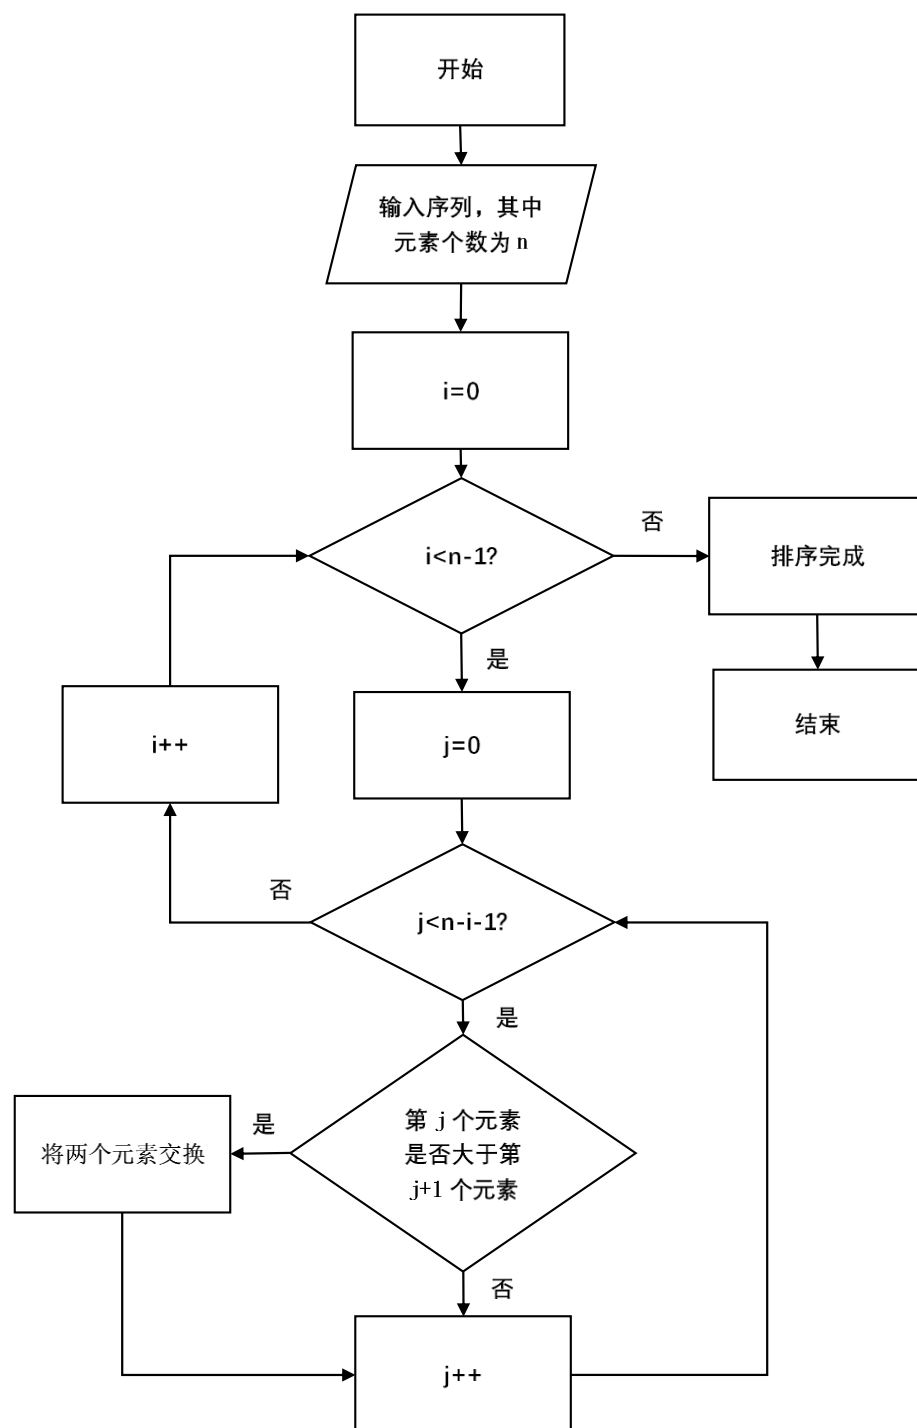 开始
输入序列，其中
元素个数为 n
i=0
i<n-1?
否
排序完成
是
结束
i++
j=0
否
j<n-i-1?
是
第 j 个元素
是否大于第
j+1 个元素
是
将两个元素交换
否
j++